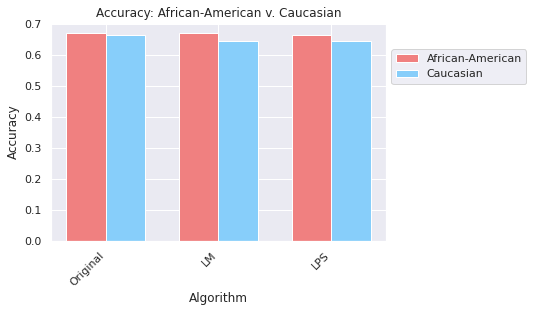 Accuracy: African-American v. Caucasian
0.7
0.6
0.5
0.4
0.3
0.2
0.1
0.0
Accuracy
Original
LM
LPS
Algorithm
African-American
Caucasian